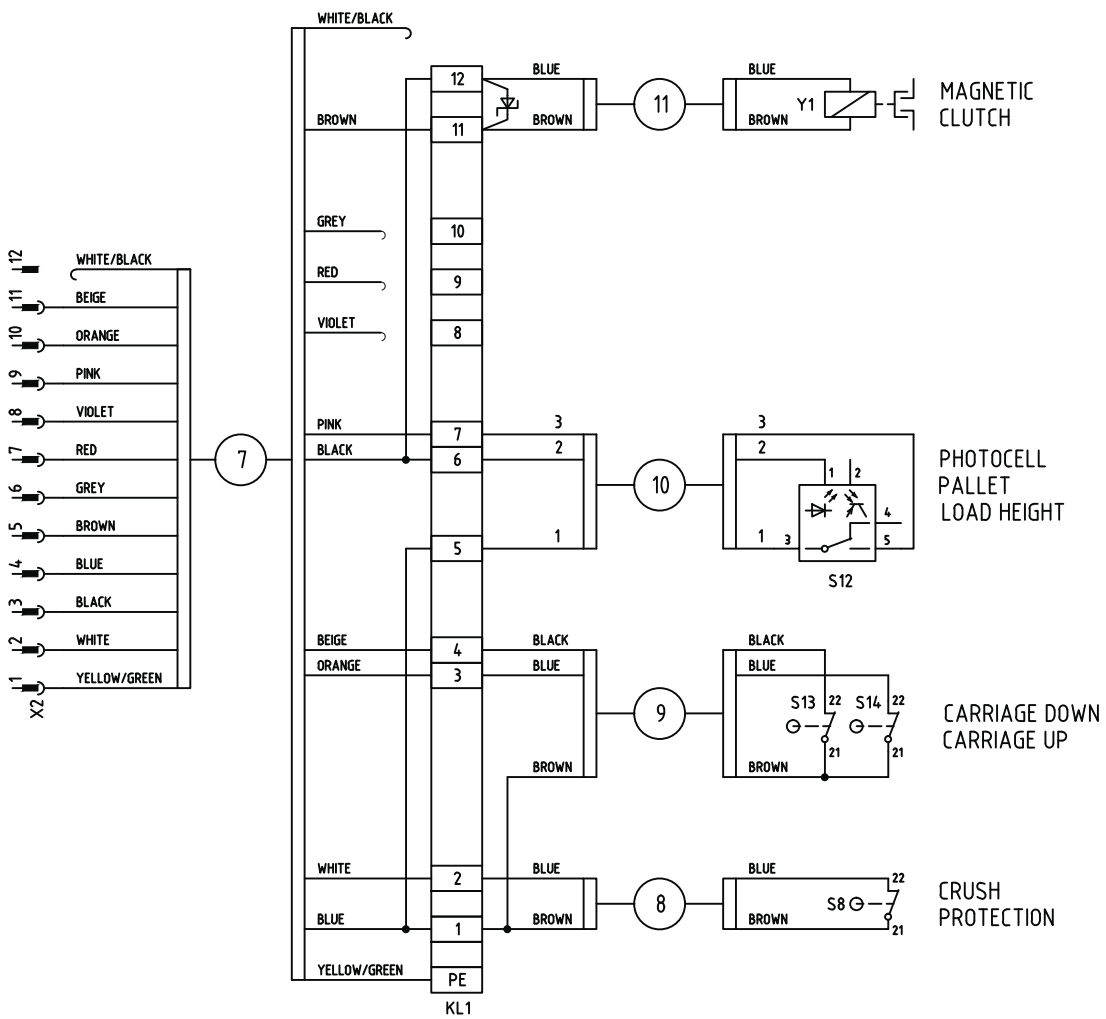 WHITE/BLACK
12
BLUE
BLUE
11
Y1
MAGNETIC
CLUTCH
BROWN
11
BROWN
BROWN
GREY
10
RED
9
VIOLET
8
12
WHITE/BLACK
11
BEIGE
10
ORANGE
9
PINK
8
VIOLET
7
RED
6
GREY
5
BROWN
4
BLUE
3
BLACK
2
WHITE
1
YELLOW/GREEN
X2
7
PINK
7
3
3
BLACK
6
2
2
10
1
2
4
5
1
1
3
5
S12
PHOTOCELL
PALLET
LOAD HEIGHT
BEIGE
4
BLACK
BLACK
ORANGE
3
BLUE
BLUE
9
S13
22
S14
22
21
21
BROWN
BROWN
CARRIAGE DOWN
CARRIAGE UP
WHITE
2
BLUE
BLUE
22
8
S8
CRUSH
PROTECTION
BLUE
1
BROWN
BROWN
21
YELLOW/GREEN
PE
KL1